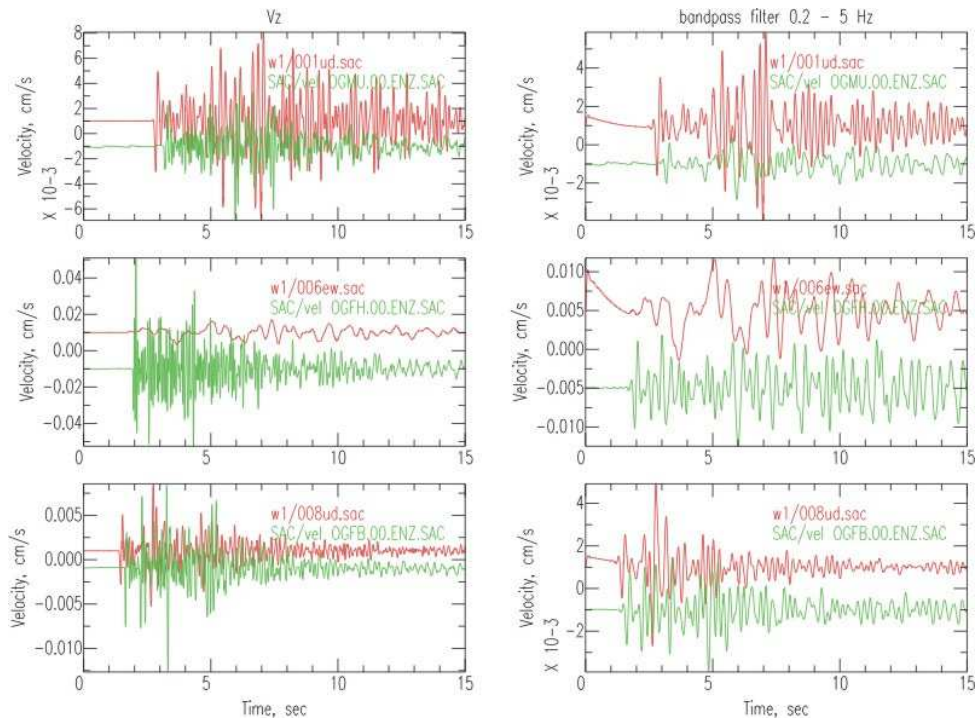 Vz
bandpass filter 0.2 – 5 Hz
8
6
4
2
0
−2
−4
−6
Velocity, cm/s
X 10−3
w1/001ud.sac
SAC/vel OGMU.00.ENZ.SAC
0 5 10 15
4
2
0
−2
Velocity, cm/s
X 10−3
w1/001ud.sac
SAC/vel OGMU.00.ENZ.SAC
0 5 10 15
0.04
0.02
0.00
−0.02
−0.04
Velocity, cm/s
w1/006ew.sac
SAC/vel OGFH.00.ENZ.SAC
0 5 10 15
0.010
0.005
0.000
−0.005
−0.010
Velocity, cm/s
w1/006ew.sac
SAC/vel OGFH.00.ENZ.SAC
0 5 10 15
0.005
0.000
−0.005
−0.010
Velocity, cm/s
w1/008ud.sac
SAC/vel OGFB.00.ENZ.SAC
0 5 10 15
Time, sec
4
2
0
−2
Velocity, cm/s
X 10−3
w1/008ud.sac
SAC/vel OGFB.00.ENZ.SAC
0 5 10 15
Time, sec